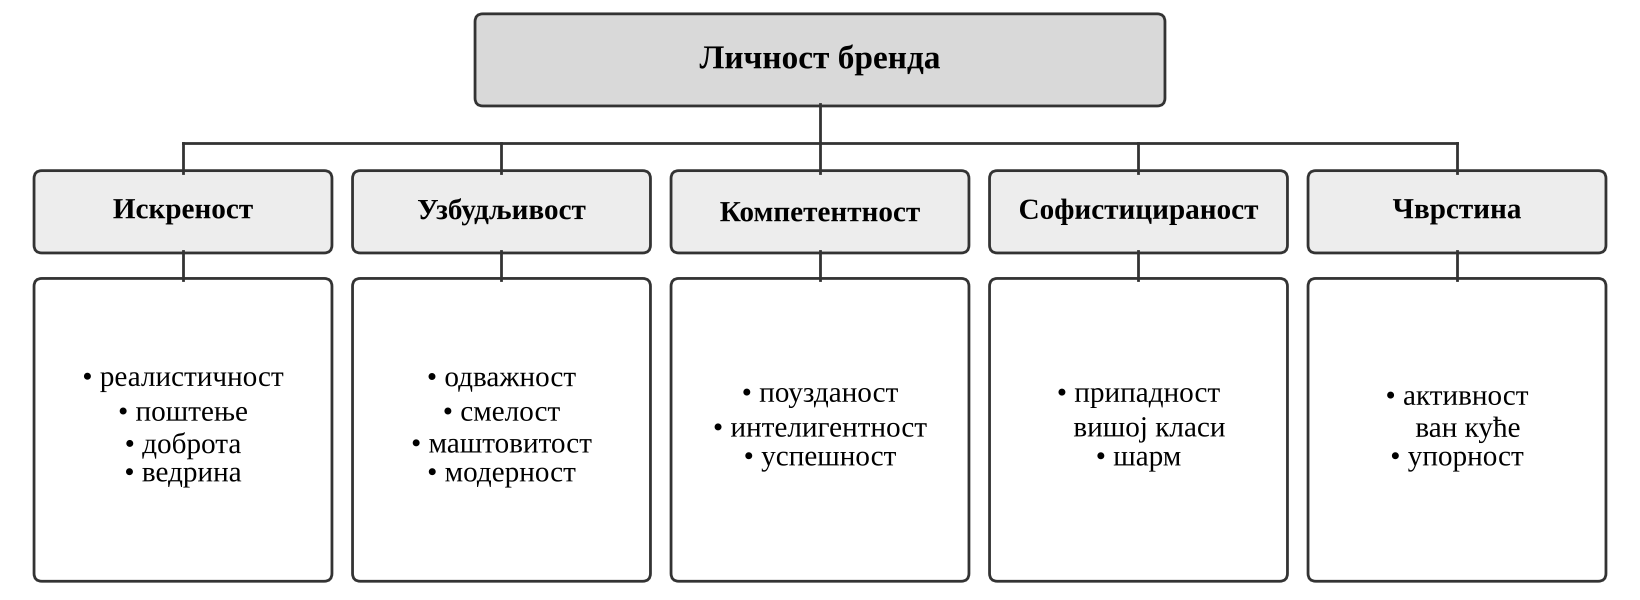 Личност бренда
Искреност
Узбудљивост
Компетентност
Софистицираност
Чврстина
• реалистичност
• поштење
• доброта
• ведрина
• одважност
• смелост
• маштовитост
• модерност
• поузданост
• интелигентност
• успешност
• припадност
вишој класи
• шарм
• активност
ван куће
• упорност